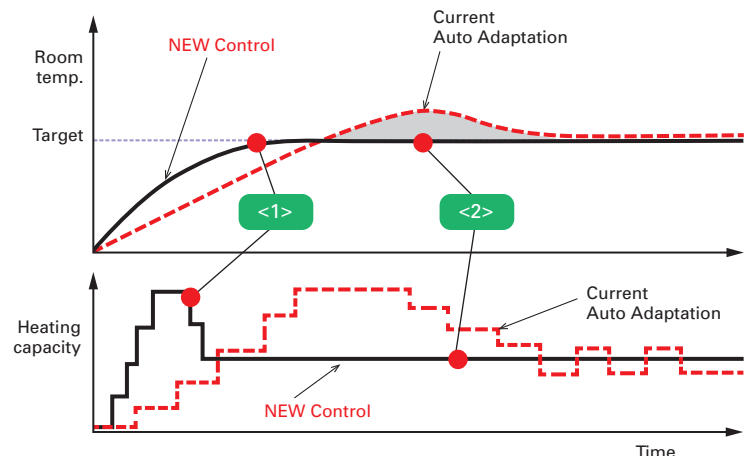 Current
Auto Adaptation
NEW Control
Room
temp.
Target
<1>
<2>
Current
Auto Adaptation
Heating
capacity
NEW Control
Time